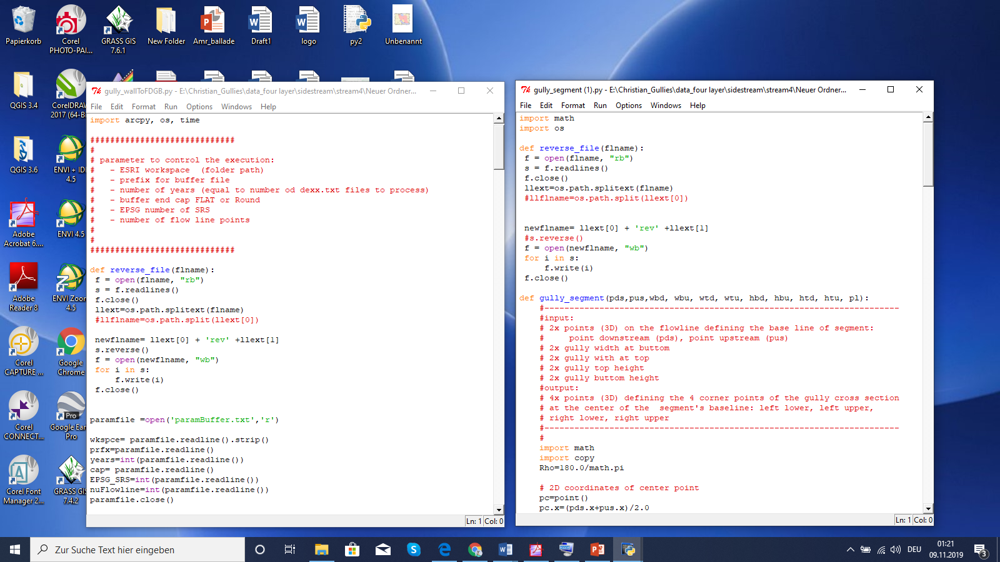 Papierkorb
Corel PHOTO-PAI...
GRASS GIS 7.6.1
New Folder
Amr_ballade
Draft1
logo
py2
Unbenannt
QGIS 3.4
CorelDRAW 2017 (64-Bi
QGIS 3.6
ENVI + IDL 4.5
Adobe Acrobat 6....
ENVI 4.5
Adobe Reader 8
ENVI Zoom 4.5
Corel CAPTURE ...
Google Chrome
Corel CONNECT...
Google Ear Pro
Corel Font Manager 2...
GRASS GIS 7.4.2
gully_wallToFDGB.py - E:\Christian_Gullies\data_four layer\sidestream\stream4\Neuer Ordner...
File Edit Format Run Options Windows Help
import arcpy, os, time
#############################
#
# parameter to control the execution:
#   - ESRI workspace  (folder path)
#   - prefix for buffer file
#   - number of years (equal to number od dexx.txt files to process)
#   - buffer end cap FLAT or Round
#   - EPSG number of SRS
#   - number of flow line points
#
#
#############################
def reverse_file(flname):
 f = open(flname, "rb")
 s = f.readlines()
 f.close()
 llext=os.path.splitext(flname)
 #llflname=os.path.split(llext[0])
 newflname= llext[0] + 'rev' +llext[1]
 s.reverse()
 f = open(newflname, "wb")
 for i in s:
     f.write(i)
 f.close()
paramfile =open('paramBuffer.txt','r')
wkspce= paramfile.readline().strip()
prfx=paramfile.readline()
years=int(paramfile.readline())
cap= paramfile.readline()
EPSG_SRS=int(paramfile.readline())
nuFlowline=int(paramfile.readline())
paramfile.close()
Ln: 1 Col: 0
gully_segment (1).py - E:\Christian_Gullies\data_four layer\sidestream\stream4\Neuer Ordner...
File Edit Format Run Options Windows Help
import math
import os
def reverse_file(flname):
 f = open(flname, "rb")
 s = f.readlines()
 f.close()
 llext=os.path.splitext(flname)
 #llflname=os.path.split(llext[0])
 newflname= llext[0] + 'rev' +llext[1]
 #s.reverse()
 f = open(newflname, "wb")
 for i in s:
     f.write(i)
 f.close()
def gully_segment(pds,pus,wbd, wbu, wtd, wtu, hbd, hbu, htd, htu, pl):
    #-----------------------------------------------------------------------
    #input:
    # 2x points (3D) on the flowline defining the base line of segment:
    #     point downstream (pds), point upstream (pus)
    # 2x gully width at buttom
    # 2x gully with at top
    # 2x gully top height
    # 2x gully buttom height
    #output:
    # 4x points (3D) defining the 4 corner points of the gully cross section
    # at the center of the  segment's baseline: left lower, left upper,
    # right lower, right upper
    #-----------------------------------------------------------------------
    #
    import math
    import copy
    Rho=180.0/math.pi
    # 2D coordinates of center point
    pc=point()
    pc.x=(pds.x+pus.x)/2.0
Ln: 1 Col: 0
Zur Suche Text hier eingeben
DEU
01:21
09.11.2019
3